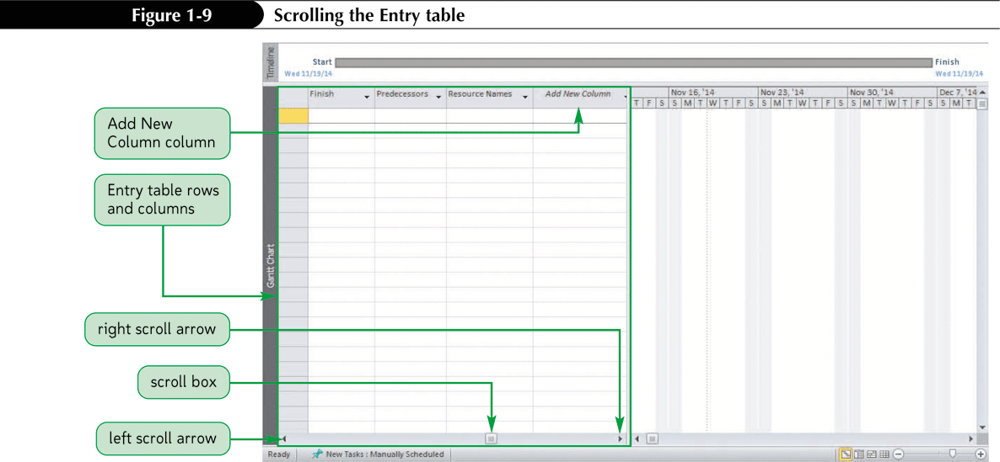 Figure 1-9 Scrolling the Entry table
Timeline
Start Finish
Wed 11/19/14 Wed 11/19/14
Finish Predecessors Resource Names Add New Column
Nov 16, '14 Nov 23, '14 Nov 30, '14 Dec 7, '14
T F S S M T W T F S S M T W T F S S M T W T F S S M T
Add New
Column column
Entry table rows
and columns
Gantt Chart
right scroll arrow
scroll box
left scroll arrow
Ready New Tasks : Manually Scheduled